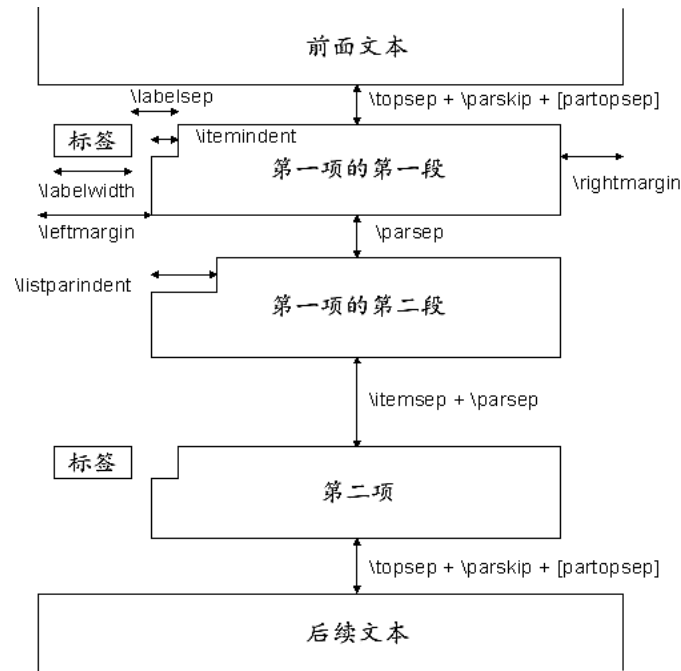 前面文本
\labelsep
\topsep + \parskip + [partopsep]
标签
\itemindent
第一项的第一段
\labelwidth
\rightmargin
\leftmargin
\parsep
\listparindent
第一项的第二段
\itemsep + \parsep
标签
第二项
\topsep + \parskip + [partopsep]
后续文本